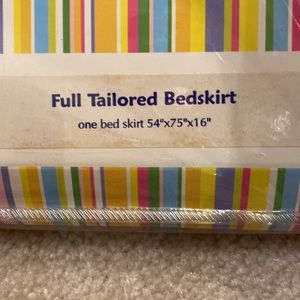 Full Tailored Bedskirt
one bed skirt 54"x75"x16"